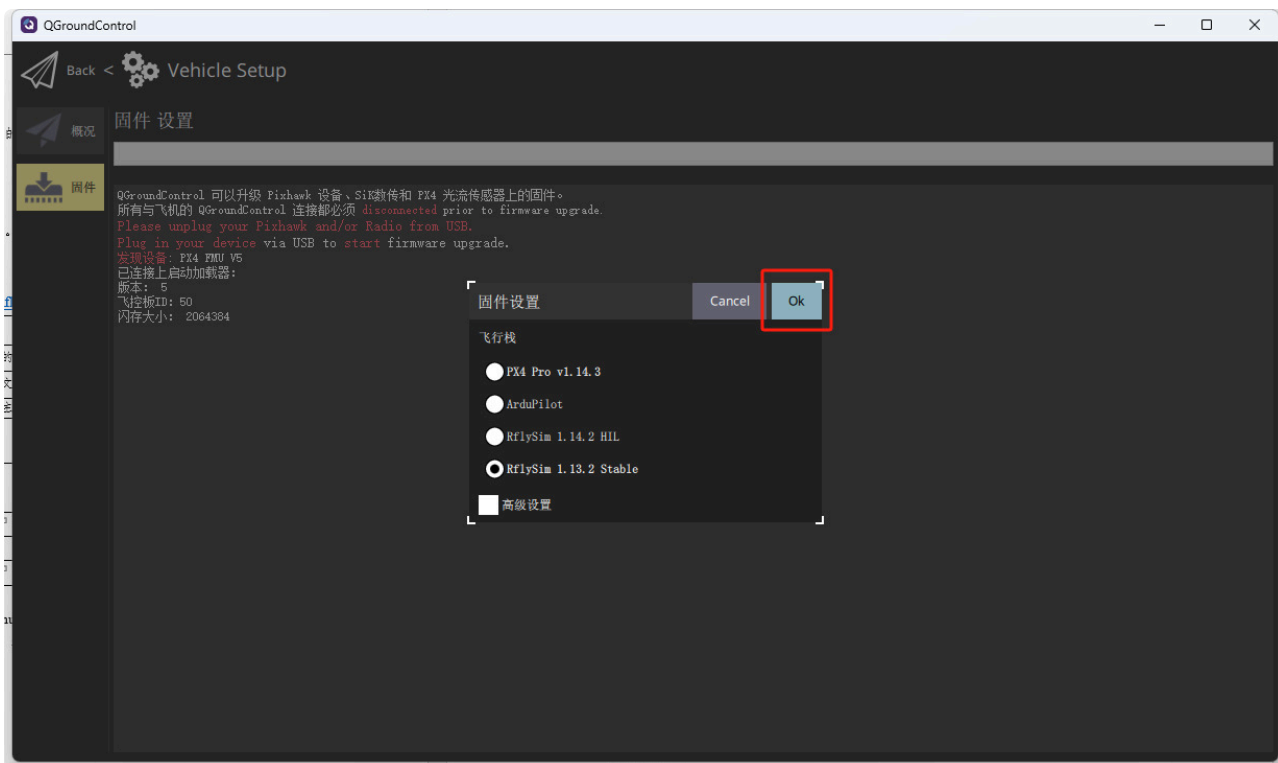 QGroundControl
Back < Vehicle Setup
概况
固件
固件 设置
QGroundControl 可以升级 Pixhawk 设备、SiK数传和 PX4 光流传感器上的固件。
所有与飞机的 QGroundControl 连接都必须 disconnected prior to firmware upgrade.
Please unplug your Pixhawk and/or Radio from USB.
Plug in your device via USB to start firmware upgrade.
发现设备: PX4 FMU V5
已连接上启动加载器:
版本: 5
飞控板ID: 50
闪存大小: 2064384
固件设置
Cancel
Ok
飞行栈
PX4 Pro v1.14.3
ArduPilot
RflySim 1.14.2 HIL
RflySim 1.13.2 Stable
高级设置